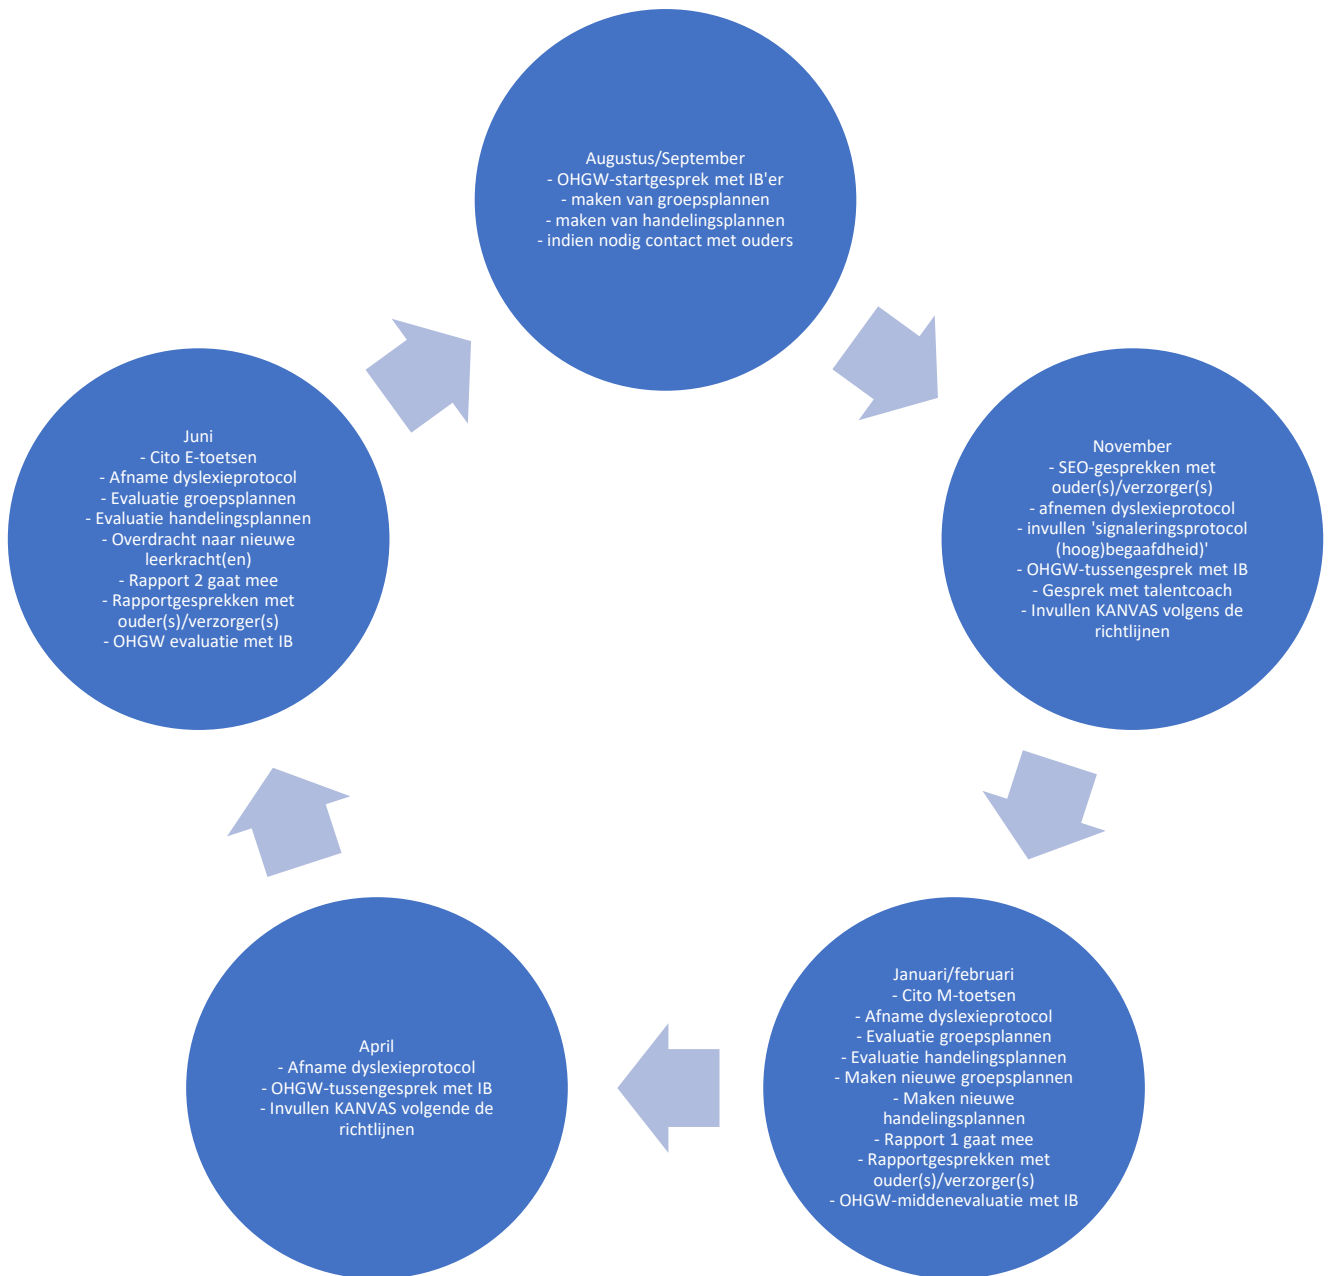 Augustus/September
- OHGW-startgesprek met IB'er
- maken van groepsplannen
- maken van handelingsplannen
- indien nodig contact met ouders
November
- SEO-gesprekken met
ouder(s)/verzorger(s)
- afnemen dyslexieprotocol
- invullen 'signaleringsprotocol
(hoog)begaafdheid)'
- OHGW-tussengesprek met IB
- Gesprek met talentcoach
- Invullen KANVAS volgens de
richtlijnen
Januari/februari
- Cito M-toetsen
- Afname dyslexieprotocol
- Evaluatie groepsplannen
- Evaluatie handelingsplannen
- Maken nieuwe groepsplannen
- Maken nieuwe
handelingsplannen
- Rapport 1 gaat mee
- Rapportgesprekken met
ouder(s)/verzorger(s)
- OHGW-middenevaluatie met IB
April
- Afname dyslexieprotocol
- OHGW-tussengesprek met IB
- Invullen KANVAS volgende de
richtlijnen
Juni
- Cito E-toetsen
- Afname dyslexieprotocol
- Evaluatie groepsplannen
- Evaluatie handelingsplannen
- Overdracht naar nieuwe
leerkracht(en)
- Rapport 2 gaat mee
- Rapportgesprekken met
ouder(s)/verzorger(s)
- OHGW evaluatie met IB